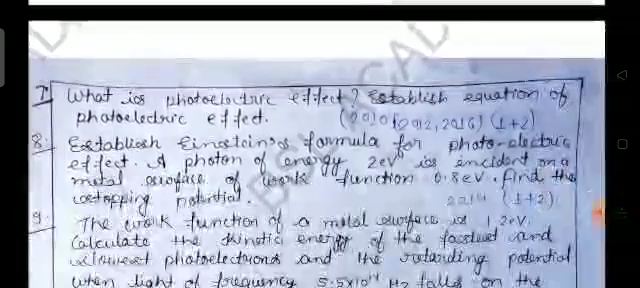 7. What is photoelectric effect? Establish equation of
photoelectric effect. (2010, 2012, 2016) (1+2)
8. Establish Einstein's formula for photo-electric
effect. A photon of energy 2eV is incident on a
metal surface of work function 0.8eV. Find the
stopping potential. 2014 (1+2)
9. The work function of a metal surface is 1.2eV.
Calculate the kinetic energy of the fastest and
slowest photoelectrons and the retarding potential
when light of frequency 5.5x10¹⁴ Hz falls on the